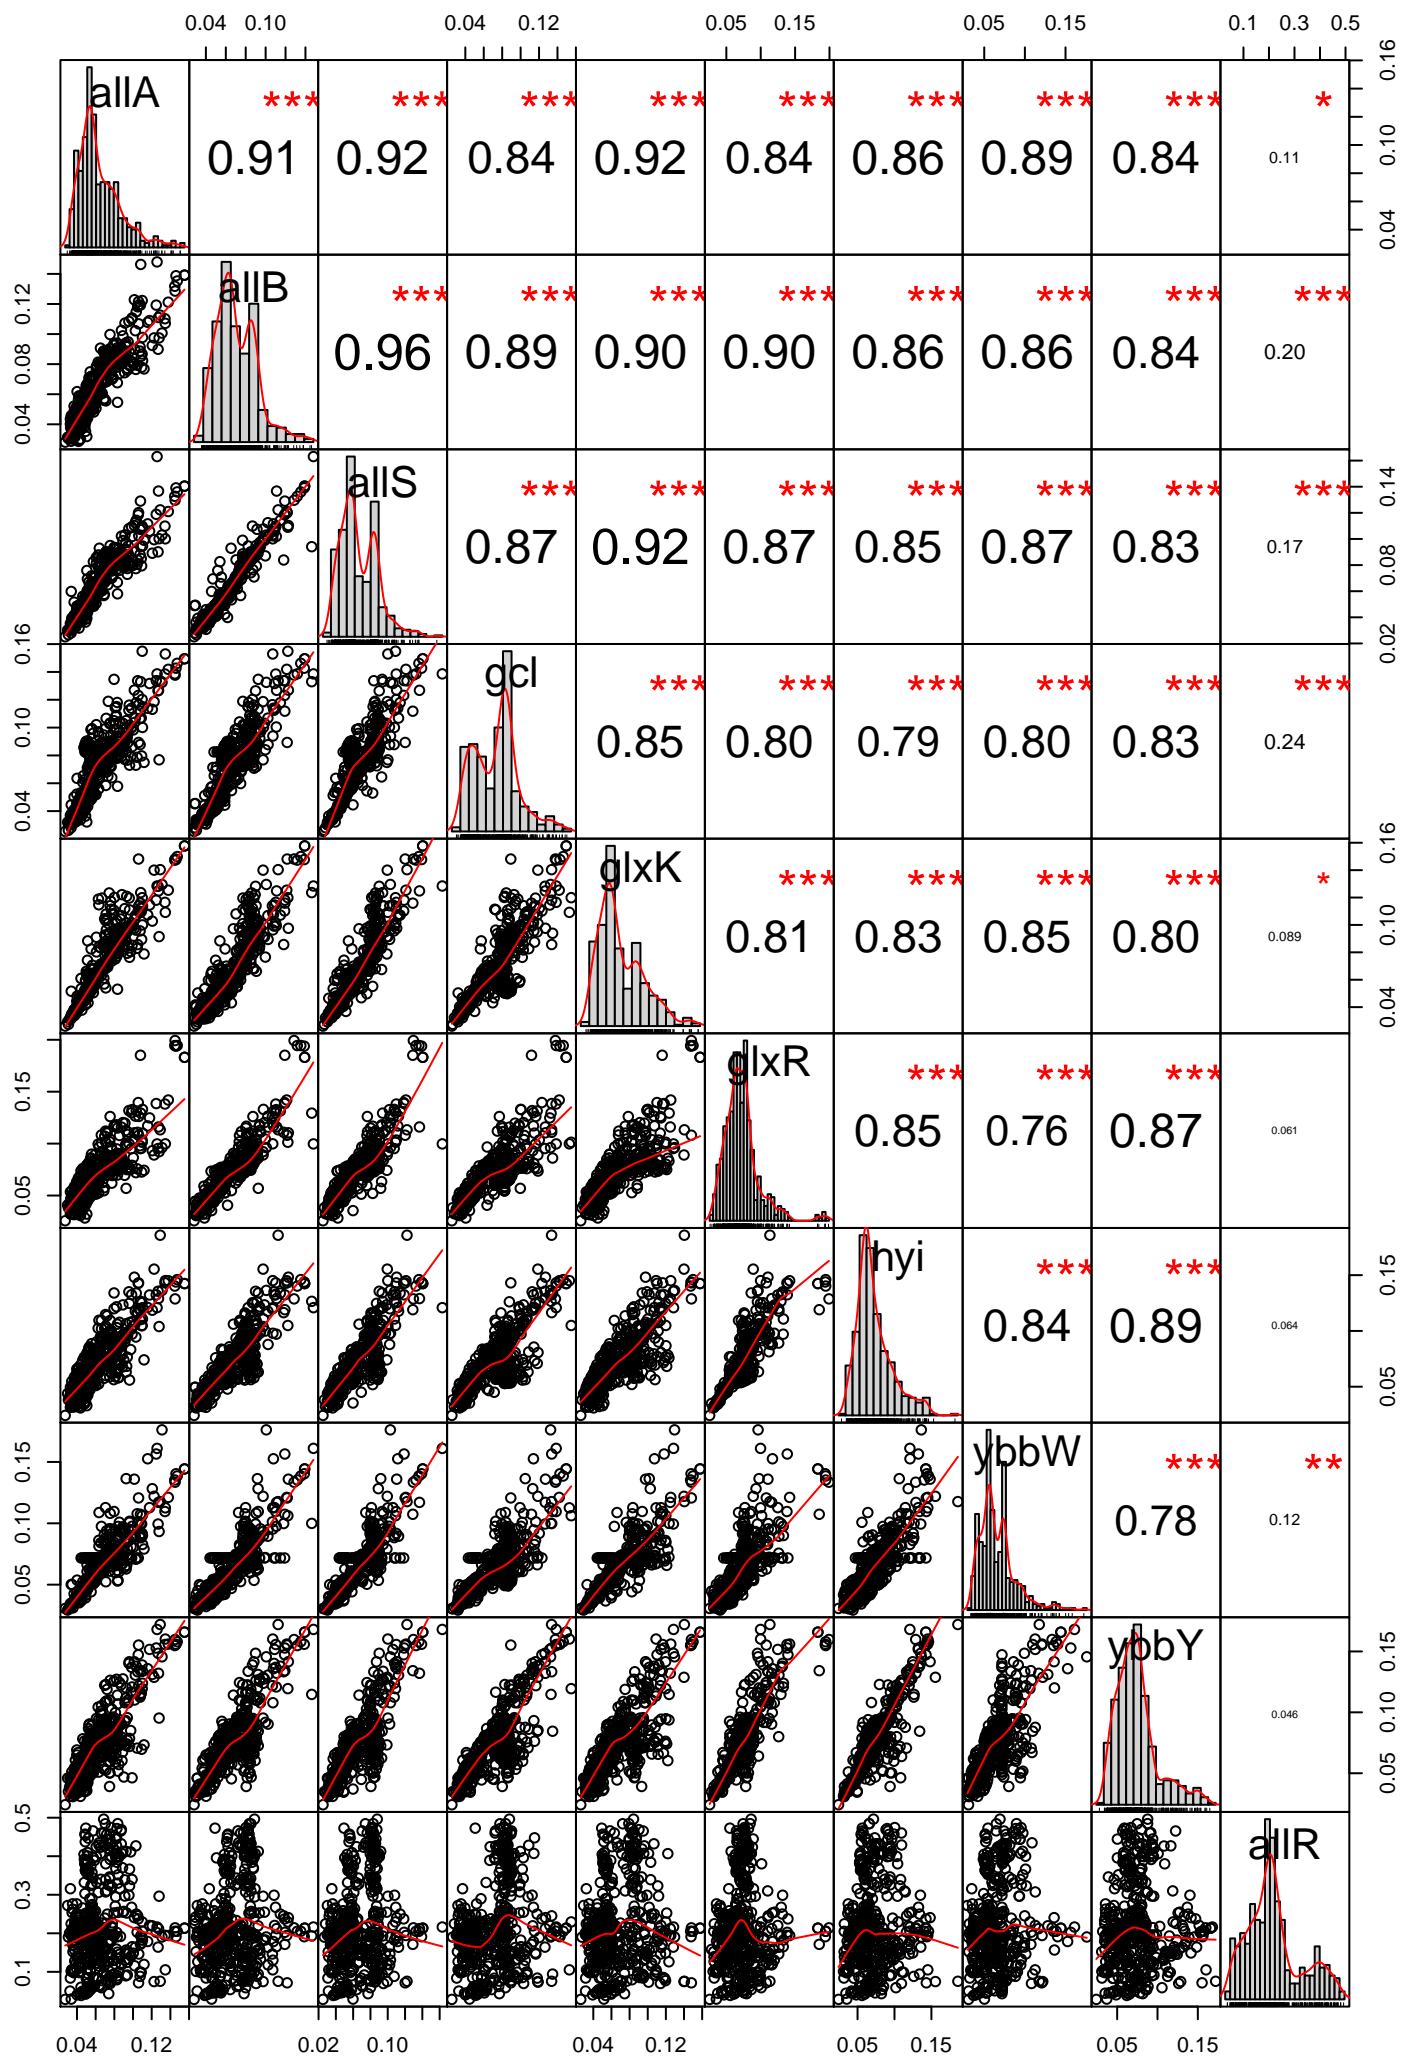 0.04 0.10 0.04 0.12 0.05 0.15 0.05 0.15 0.1 0.3 0.5
allA *** *** *** *** *** *** *** *** *
0.91 0.92 0.84 0.92 0.84 0.86 0.89 0.84 0.11
0.04 0.10 0.16
allB *** *** *** *** *** *** *** ***
0.96 0.89 0.90 0.90 0.86 0.86 0.84 0.20
0.04 0.08 0.12
allS *** *** *** *** *** *** ***
0.87 0.92 0.87 0.85 0.87 0.83 0.17
0.02 0.08 0.14
gcl *** *** *** *** *** ***
0.85 0.80 0.79 0.80 0.83 0.24
0.04 0.10 0.16
glxK *** *** *** *** *
0.81 0.83 0.85 0.80 0.089
0.04 0.10 0.16
glxR *** *** ***
0.85 0.76 0.87 0.061
0.05 0.15
hyi *** ***
0.84 0.89 0.064
0.05 0.15
ybbW *** **
0.78 0.12
0.05 0.10 0.15
ybbY
0.046
0.05 0.10 0.15
allR
0.1 0.3 0.5
0.04 0.12 0.02 0.10 0.04 0.12 0.05 0.15 0.05 0.15